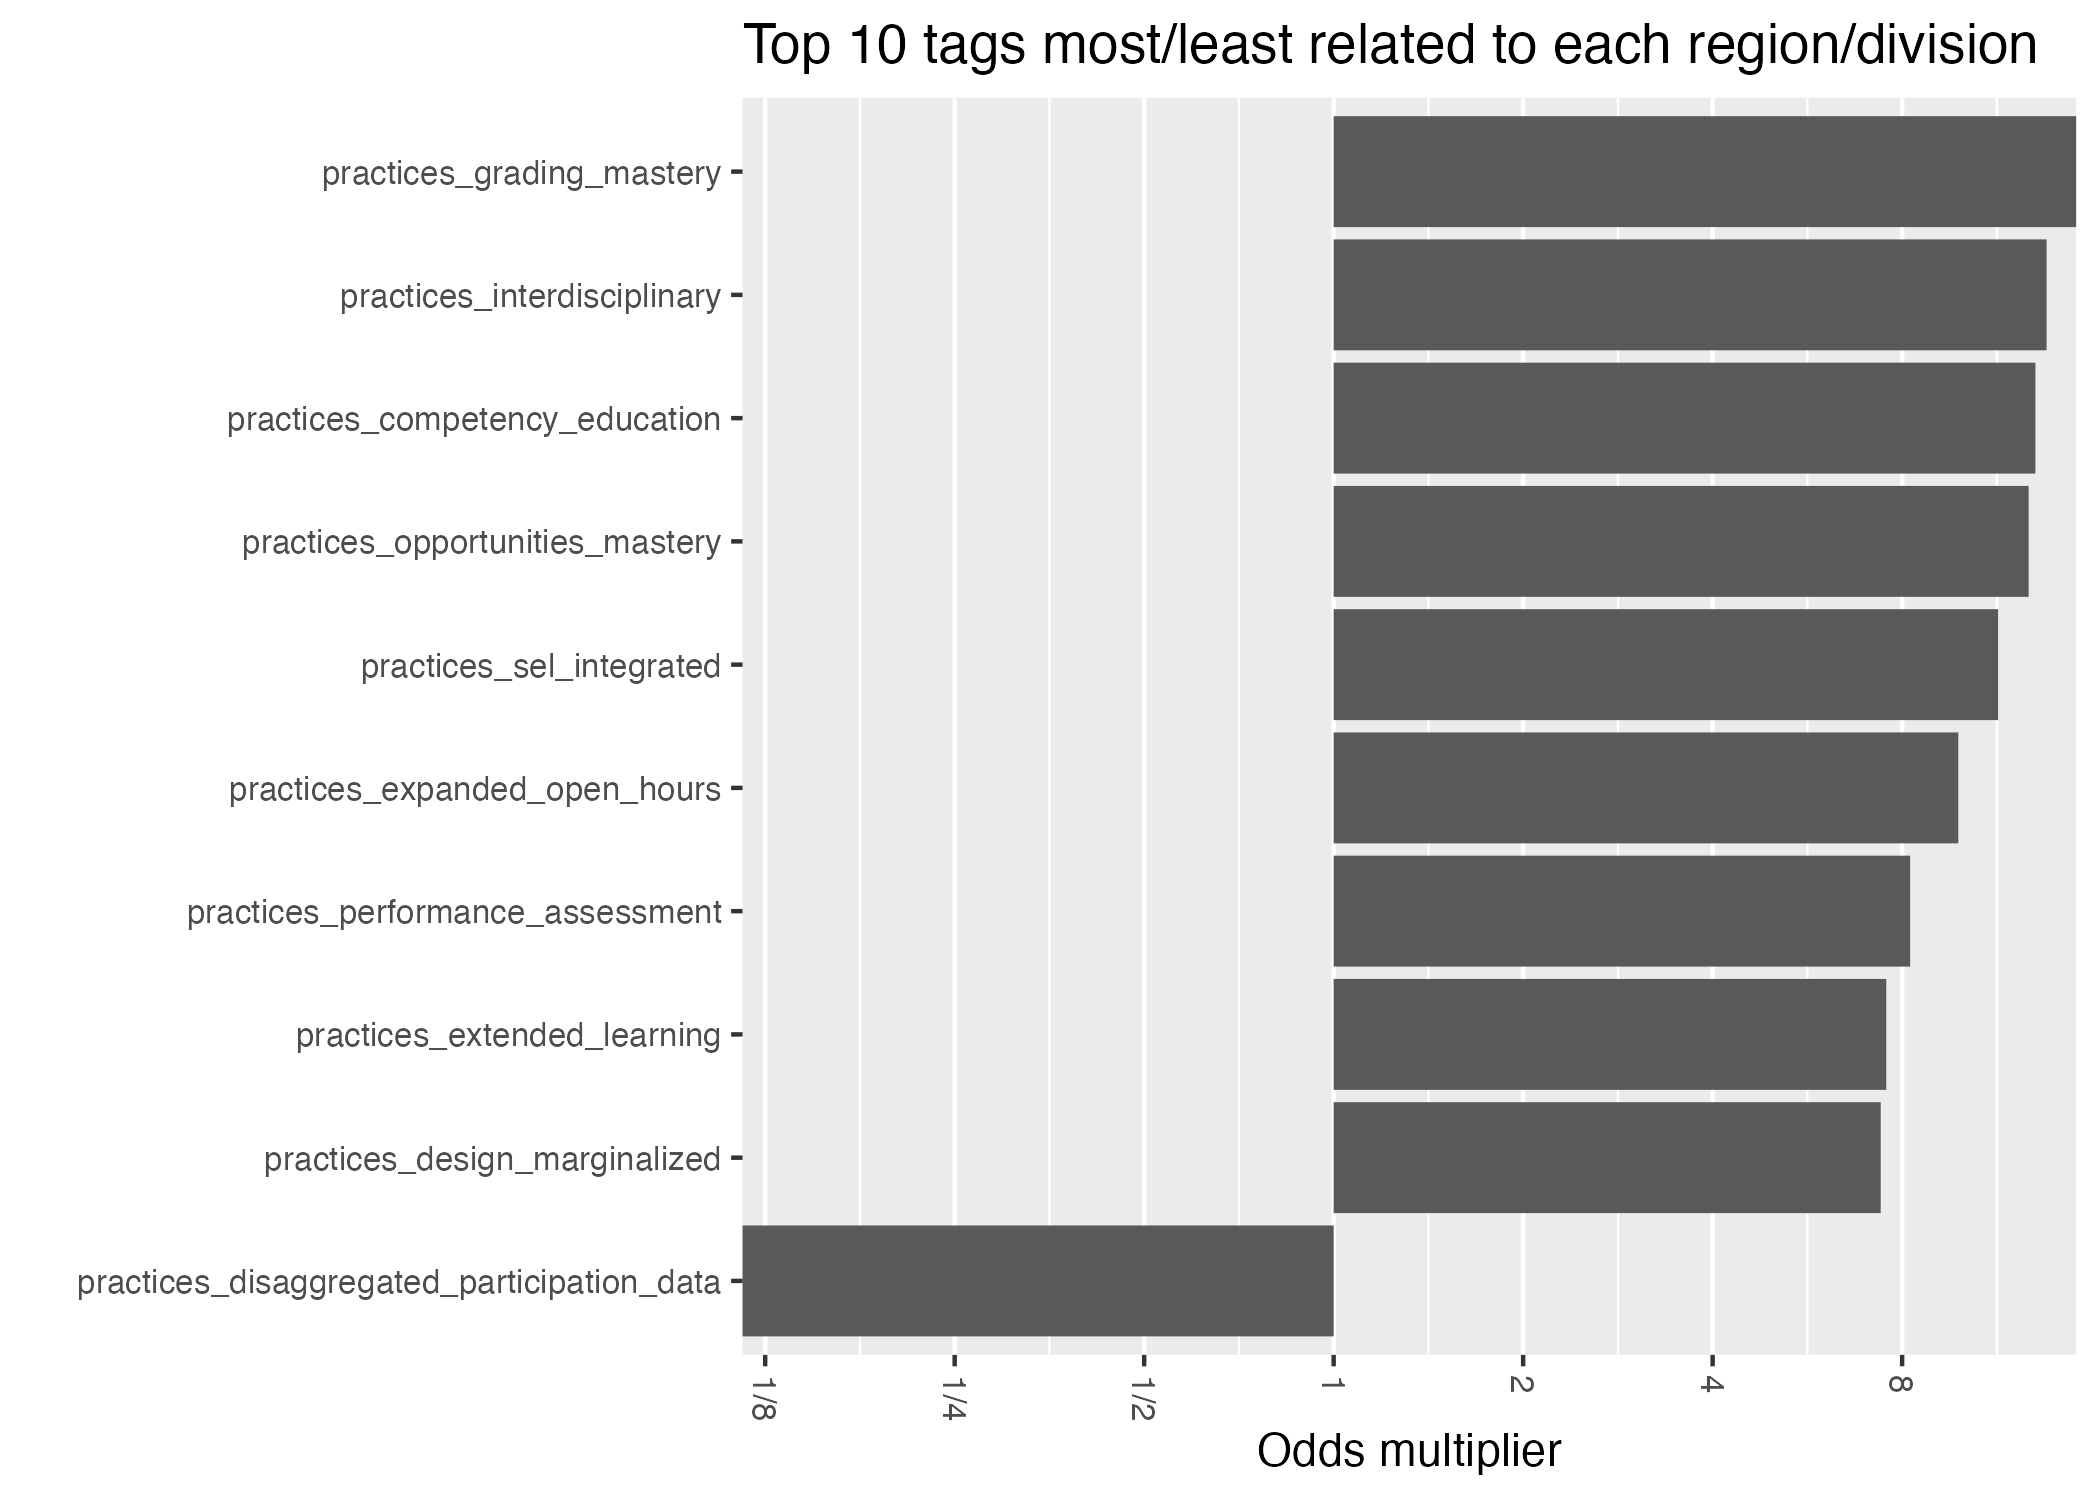 Top 10 tags most/least related to each region/division
practices_grading_mastery
practices_interdisciplinary
practices_competency_education
practices_opportunities_mastery
practices_sel_integrated
practices_expanded_open_hours
practices_performance_assessment
practices_extended_learning
practices_design_marginalized
practices_disaggregated_participation_data
1/8 1/4 1/2 1 2 4 8
Odds multiplier